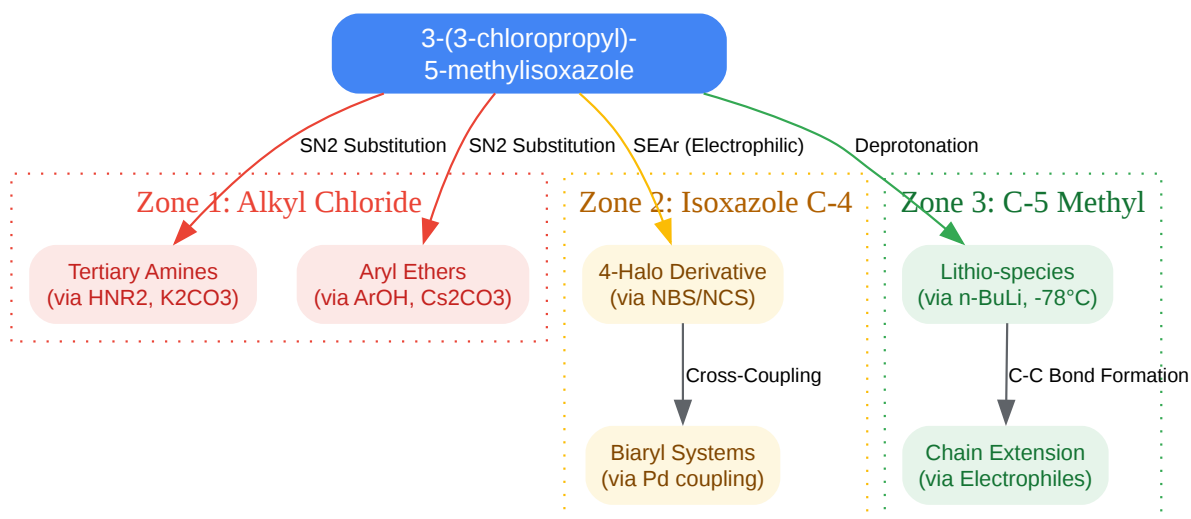 3-(3-chloropropyl)-
5-methylisoxazole
SN2 Substitution
SN2 Substitution
SEAr (Electrophilic)
Deprotonation
Zone 1: Alkyl Chloride
Zone 2: Isoxazole C-4
Zone 3: C-5 Methyl
Tertiary Amines
(via HNR2, K2CO3)
Aryl Ethers
(via ArOH, Cs2CO3)
4-Halo Derivative
(via NBS/NCS)
Lithio-species
(via n-BuLi, -78°C)
Cross-Coupling
C-C Bond Formation
Biaryl Systems
(via Pd coupling)
Chain Extension
(via Electrophiles)